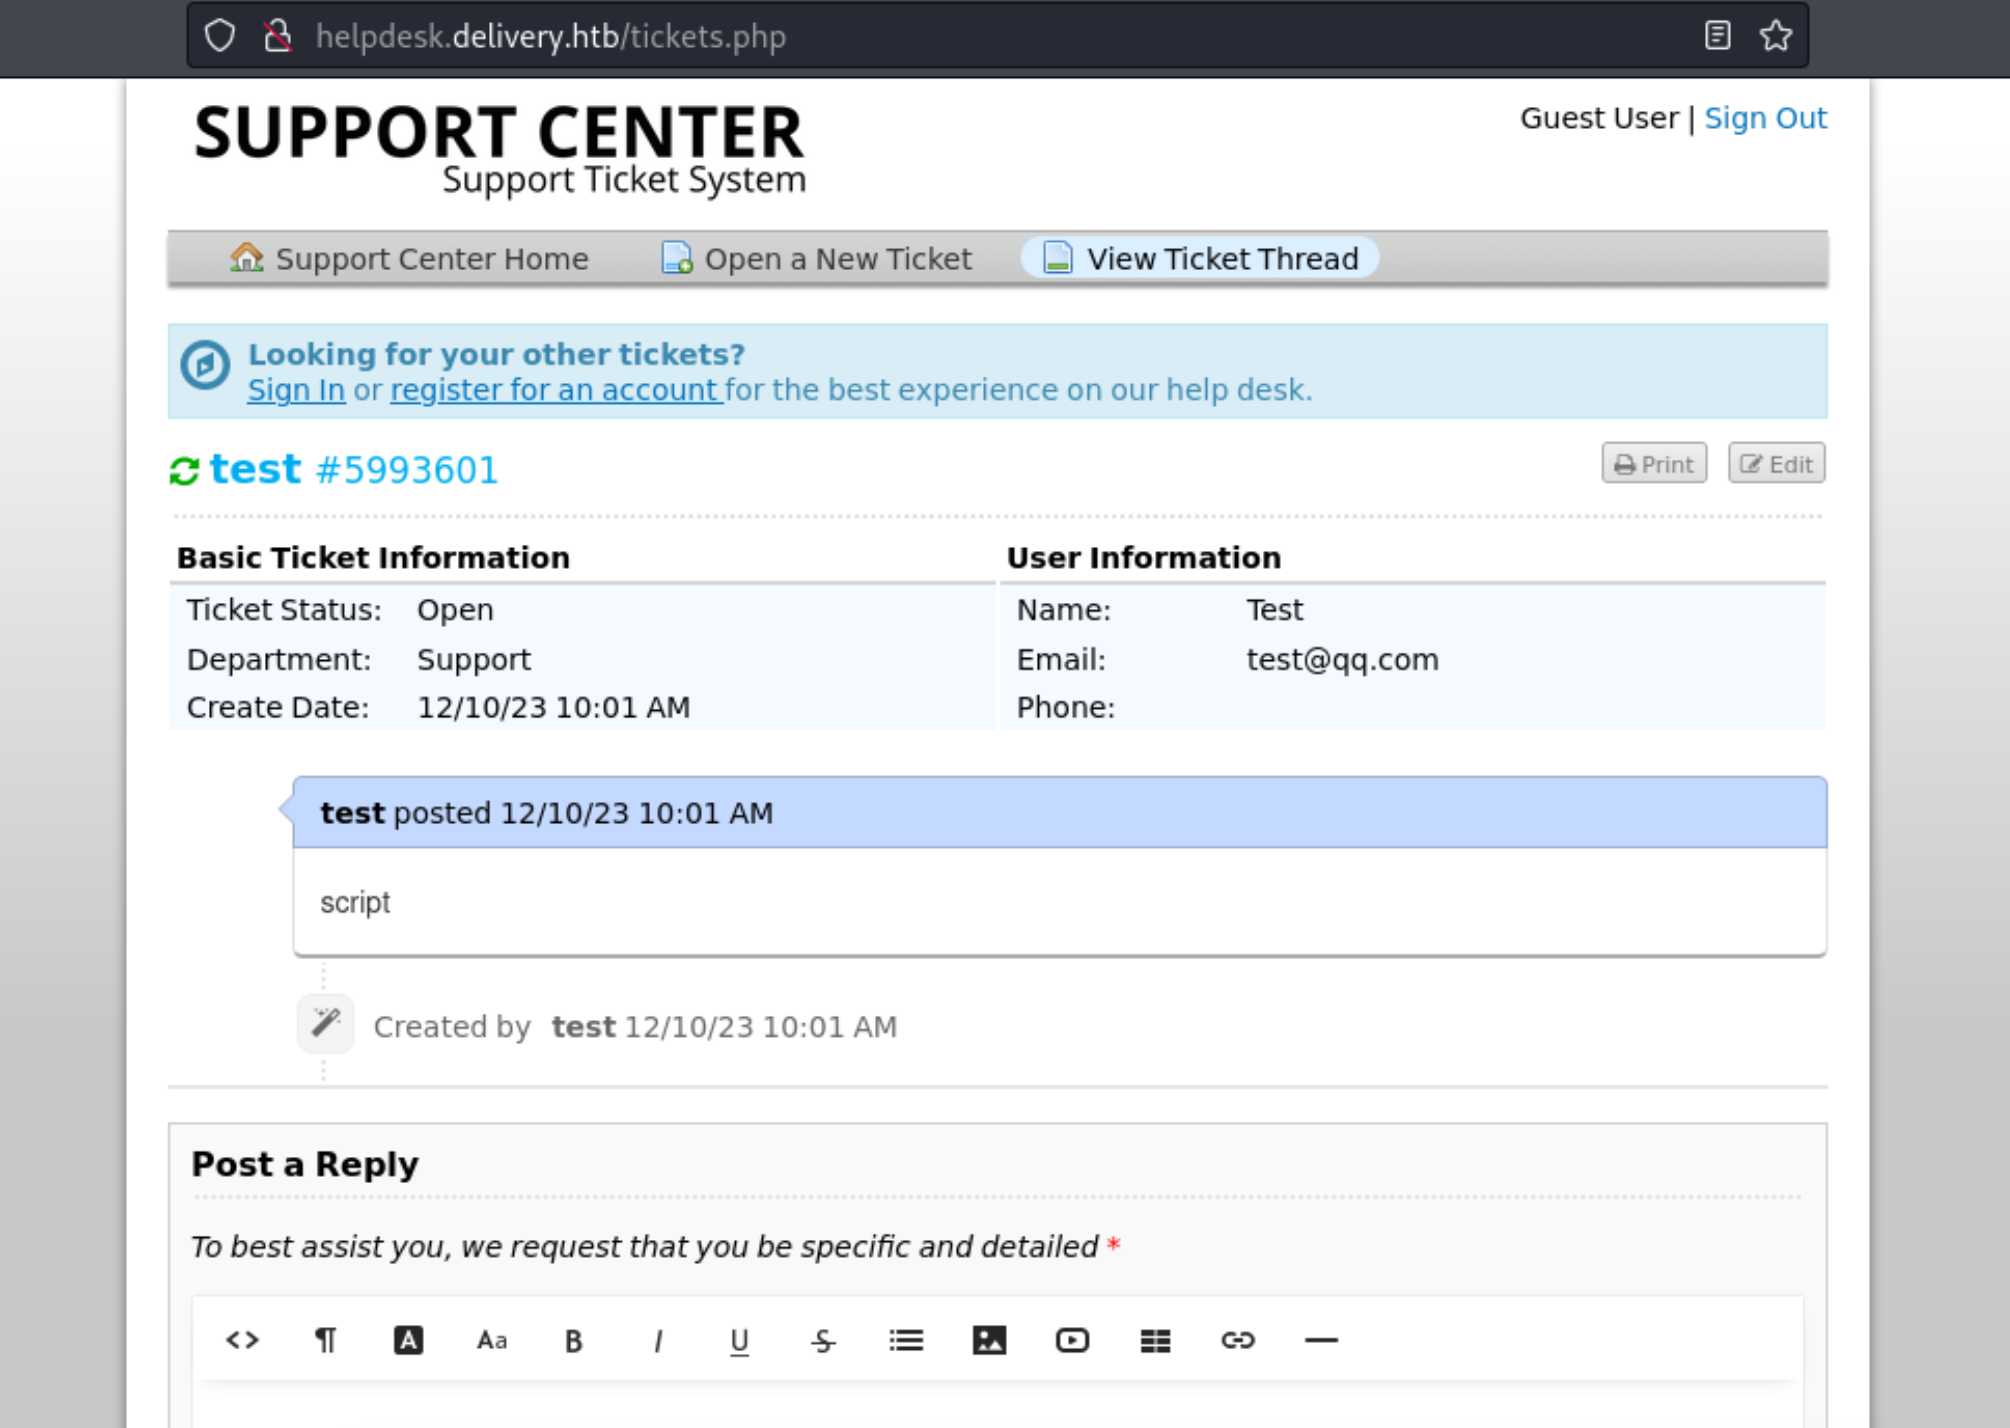 helpdesk.delivery.htb/tickets.php
SUPPORT CENTER
Support Ticket System
Guest User | Sign Out
Support Center Home
Open a New Ticket
View Ticket Thread
Looking for your other tickets?
Sign In or register for an account for the best experience on our help desk.
test #5993601
Print
Edit
Basic Ticket Information
Ticket Status: Open
Department: Support
Create Date: 12/10/23 10:01 AM
User Information
Name: Test
Email: test@qq.com
Phone:
test posted 12/10/23 10:01 AM
script
Created by test 12/10/23 10:01 AM
Post a Reply
To best assist you, we request that you be specific and detailed *
<> ¶ A Aa B I U S